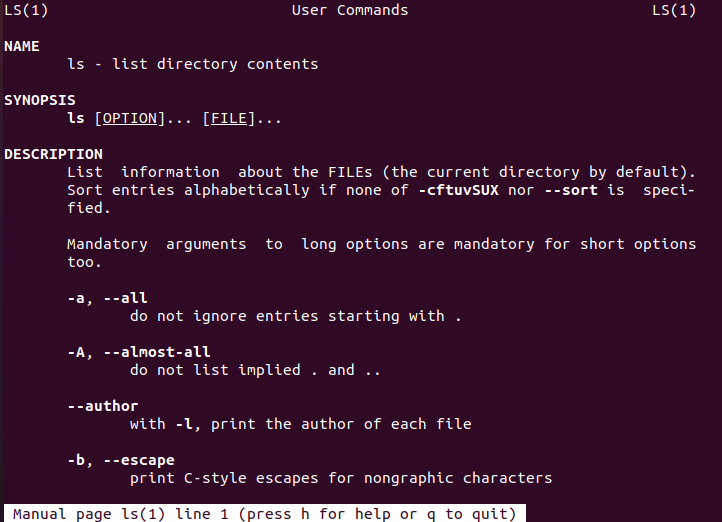 LS(1) User Commands LS(1)
NAME
ls - list directory contents
SYNOPSIS
ls [OPTION]... [FILE]...
DESCRIPTION
List information about the FILEs (the current directory by default).
Sort entries alphabetically if none of -cftuvSUX nor --sort is speci-
fied.
Mandatory arguments to long options are mandatory for short options
too.
-a, --all
do not ignore entries starting with .
-A, --almost-all
do not list implied . and ..
--author
with -l, print the author of each file
-b, --escape
print C-style escapes for nongraphic characters
Manual page ls(1) line 1 (press h for help or q to quit)